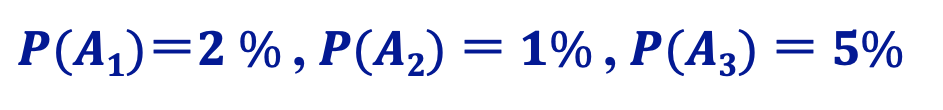 P(A₁)=2 % , P(A₂) = 1% , P(A₃) = 5%